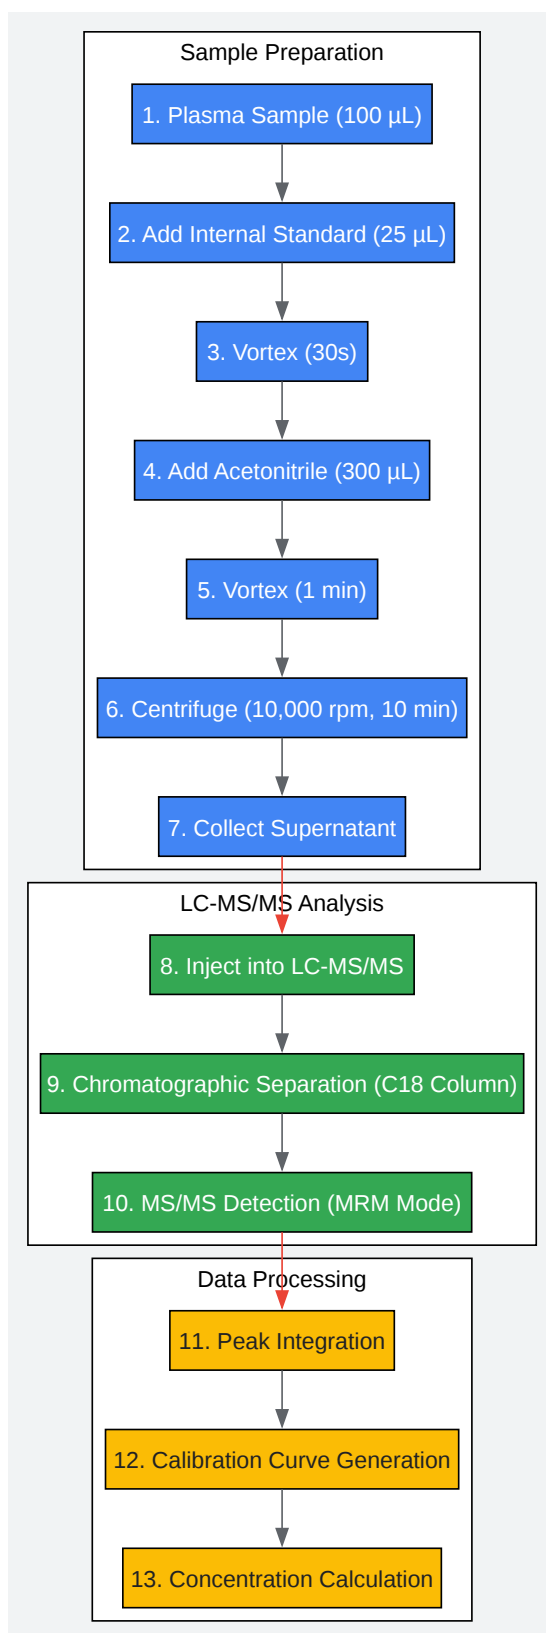 Sample Preparation
1. Plasma Sample (100 µL)
2. Add Internal Standard (25 µL)
3. Vortex (30s)
4. Add Acetonitrile (300 µL)
5. Vortex (1 min)
6. Centrifuge (10,000 rpm, 10 min)
7. Collect Supernatant
LC-MS/MS Analysis
8. Inject into LC-MS/MS
9. Chromatographic Separation (C18 Column)
10. MS/MS Detection (MRM Mode)
Data Processing
11. Peak Integration
12. Calibration Curve Generation
13. Concentration Calculation